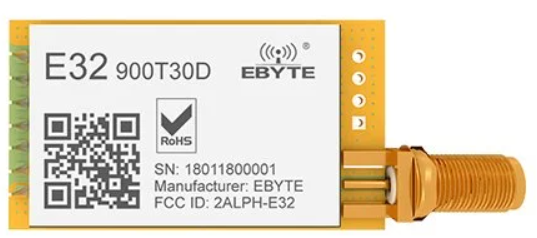 E32 900T30D
EBYTE ®
RoHS
SN: 18011800001
Manufacturer: EBYTE
FCC ID: 2ALPH-E32